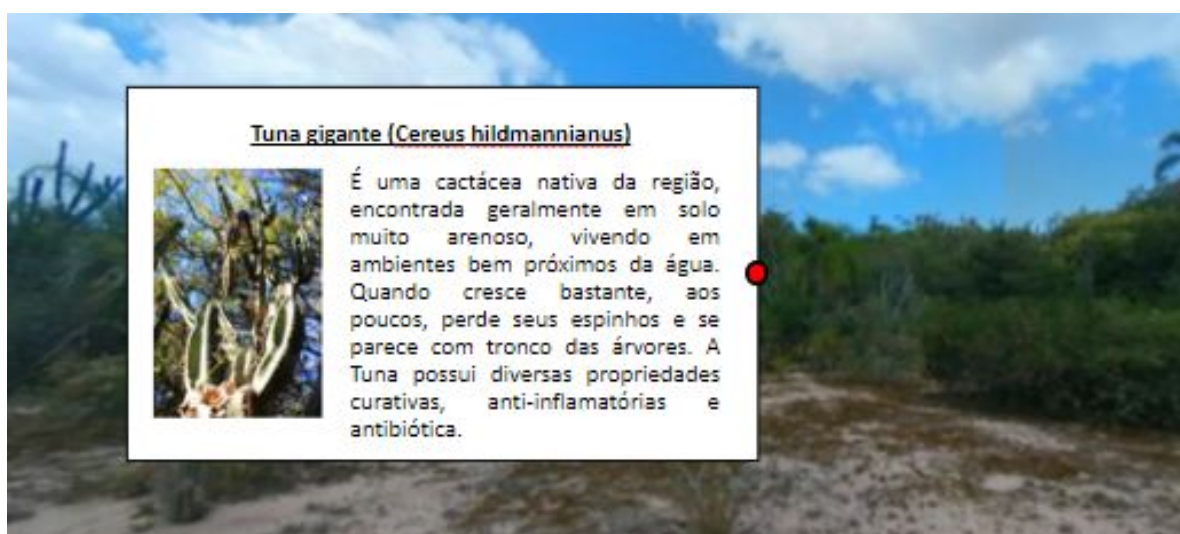 Tuna gigante (Cereus hildmannianus)
É uma cactácea nativa da região,
encontrada geralmente em solo
muito arenoso, vivendo em
ambientes bem próximos da água.
Quando cresce bastante, aos
poucos, perde seus espinhos e se
parece com tronco das árvores. A
Tuna possui diversas propriedades
curativas, anti-inflamatórias e
antibiótica.